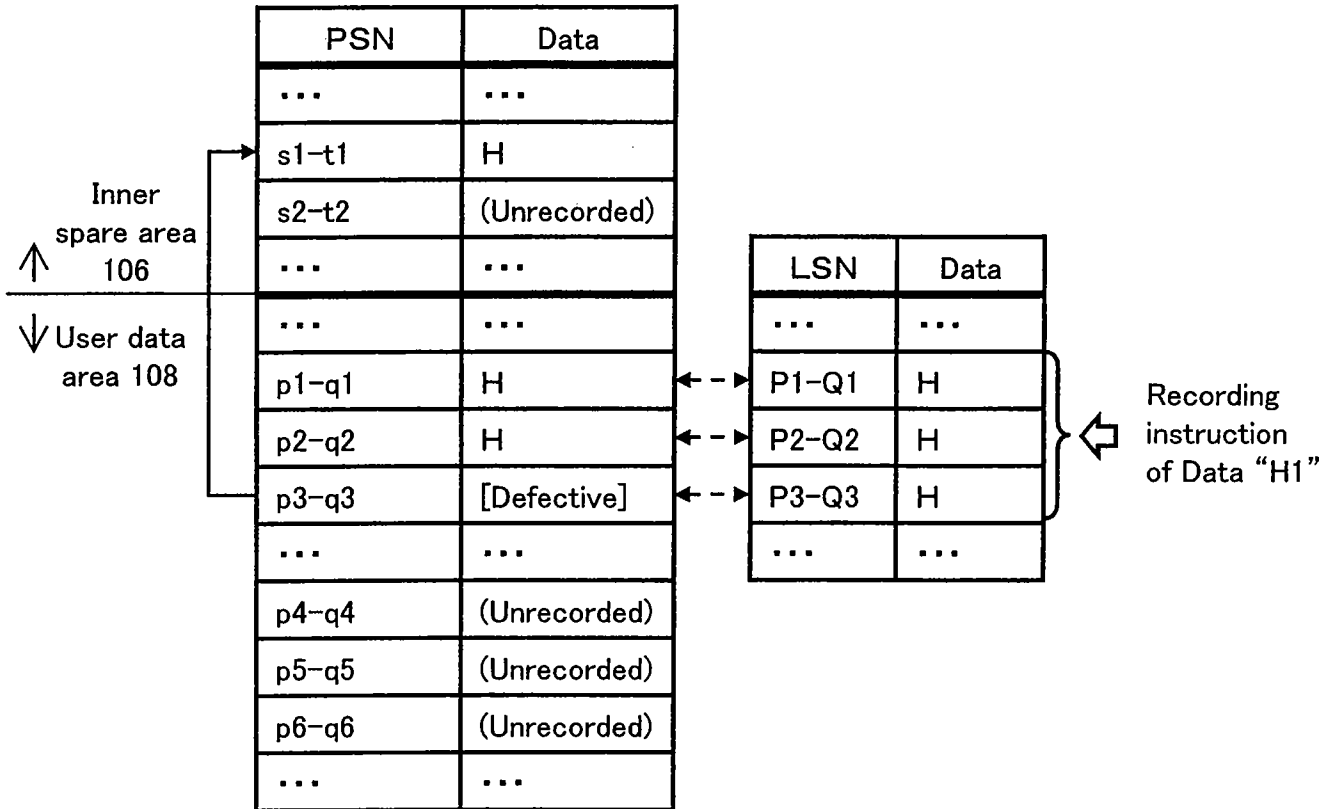 PSN Data
... ...
s1-t1 H
s2-t2 (Unrecorded)
... ...
... ...
p1-q1 H
p2-q2 H
p3-q3 [Defective]
... ...
p4-q4 (Unrecorded)
p5-q5 (Unrecorded)
p6-q6 (Unrecorded)
... ...
Inner
spare area
106
User data
area 108
LSN Data
... ...
P1-Q1 H
P2-Q2 H
P3-Q3 H
... ...
Recording
instruction
of Data “H1”